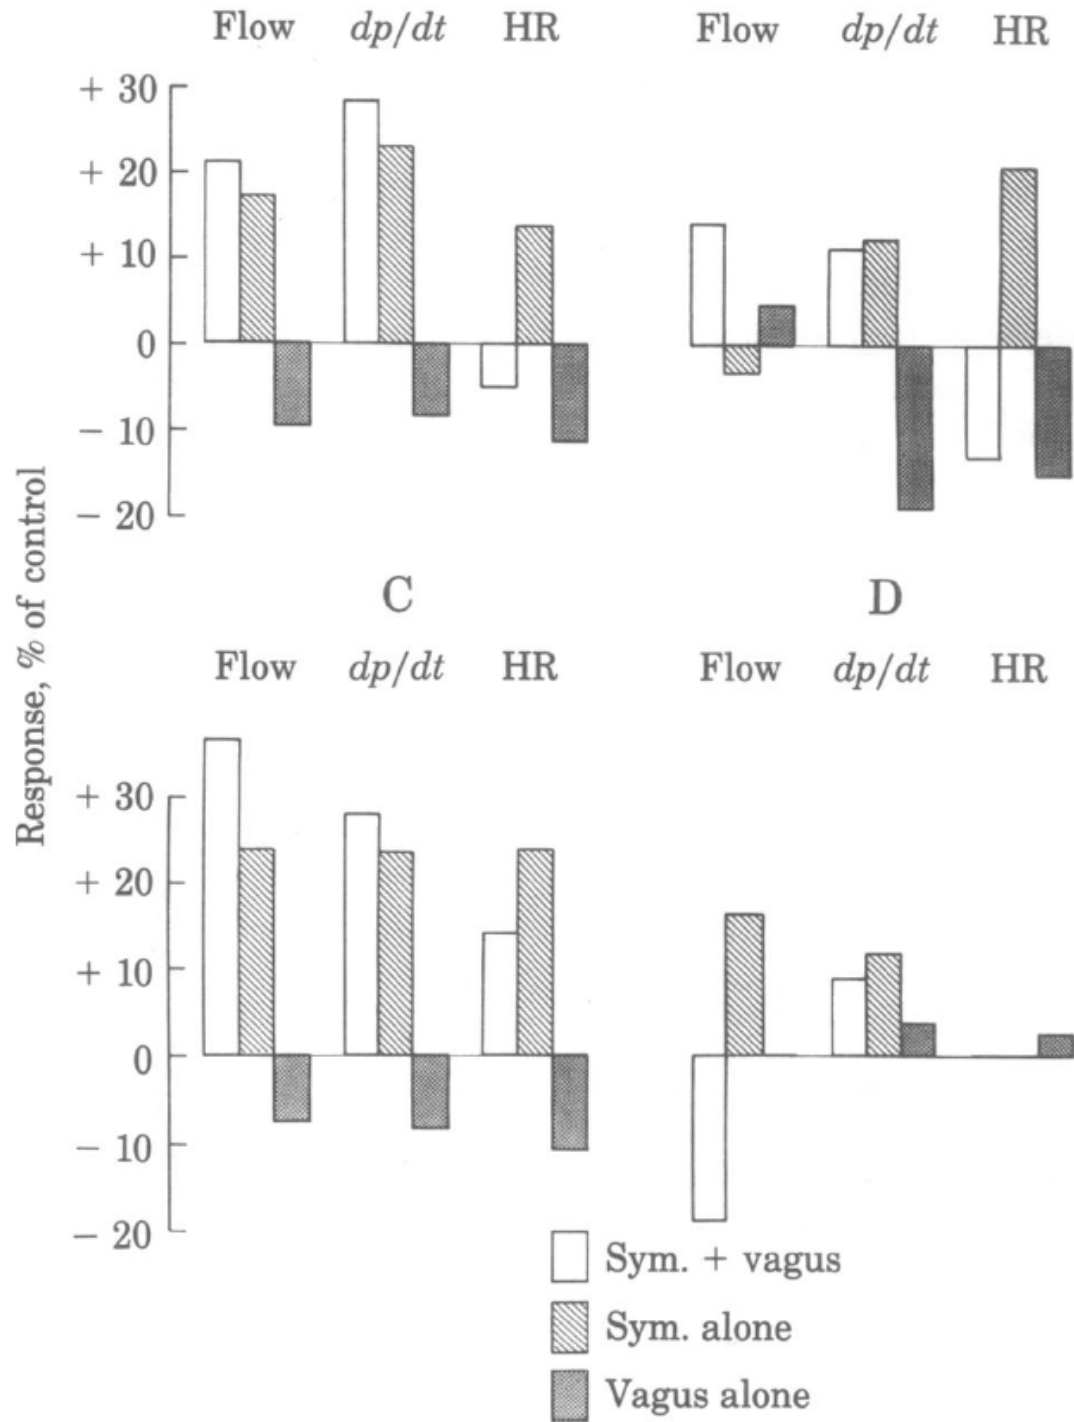 Flow dp/dt HR Flow dp/dt HR
+ 30
+ 20
+ 10
0
− 10
− 20
Response, % of control
C D
Flow dp/dt HR Flow dp/dt HR
+ 30
+ 20
+ 10
0
− 10
− 20
Sym. + vagus
Sym. alone
Vagus alone